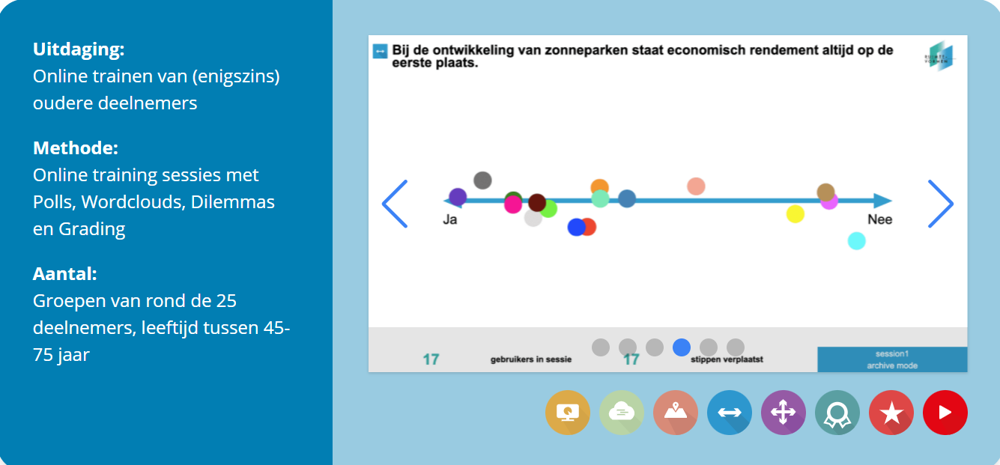 Uitdaging:
Online trainen van (enigszins)
oudere deelnemers
Methode:
Online training sessies met
Polls, Wordclouds, Dilemmas
en Grading
Aantal:
Groepen van rond de 25
deelnemers, leeftijd tussen 45-
75 jaar
Bij de ontwikkeling van zonneparken staat economisch rendement altijd op de
eerste plaats.
RUIMTE-
VORMEN
Ja
Nee
17 gebruikers in sessie 17 stippen verplaatst
session1
archive mode